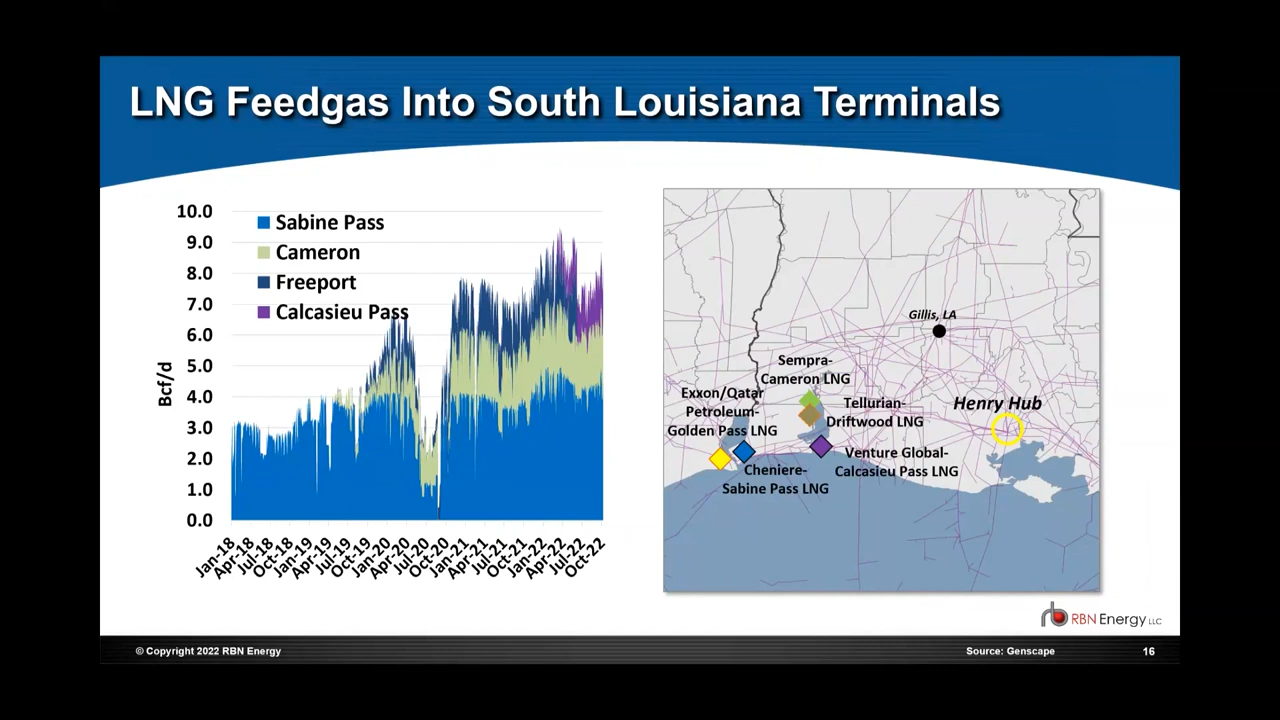 LNG Feedgas Into South Louisiana Terminals
10.0
9.0
8.0
7.0
6.0
5.0
4.0
3.0
2.0
1.0
0.0
Bcf/d
Sabine Pass
Cameron
Freeport
Calcasieu Pass
Jan-18
Apr-18
Jul-18
Oct-18
Jan-19
Apr-19
Jul-19
Oct-19
Jan-20
Apr-20
Jul-20
Oct-20
Jan-21
Apr-21
Jul-21
Oct-21
Jan-22
Apr-22
Jul-22
Oct-22
Gillis, LA
Sempra-
Cameron LNG
Exxon/Qatar
Petroleum-
Golden Pass LNG
Tellurian-
Driftwood LNG
Henry Hub
Venture Global-
Calcasieu Pass LNG
Cheniere-
Sabine Pass LNG
rb RBN Energy LLC
© Copyright 2022 RBN Energy
Source: Genscape
16